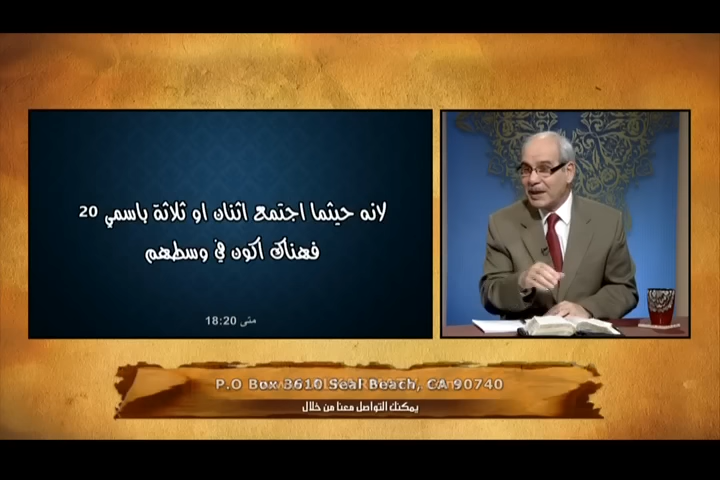 20 لانه حيثما اجتمع اثنان او ثلاثة باسمي
فهناك اكون في وسطهم
متى 18:20
P.O Box 3610 Seal Beach, CA 90740
يمكنك التواصل معنا من خلال